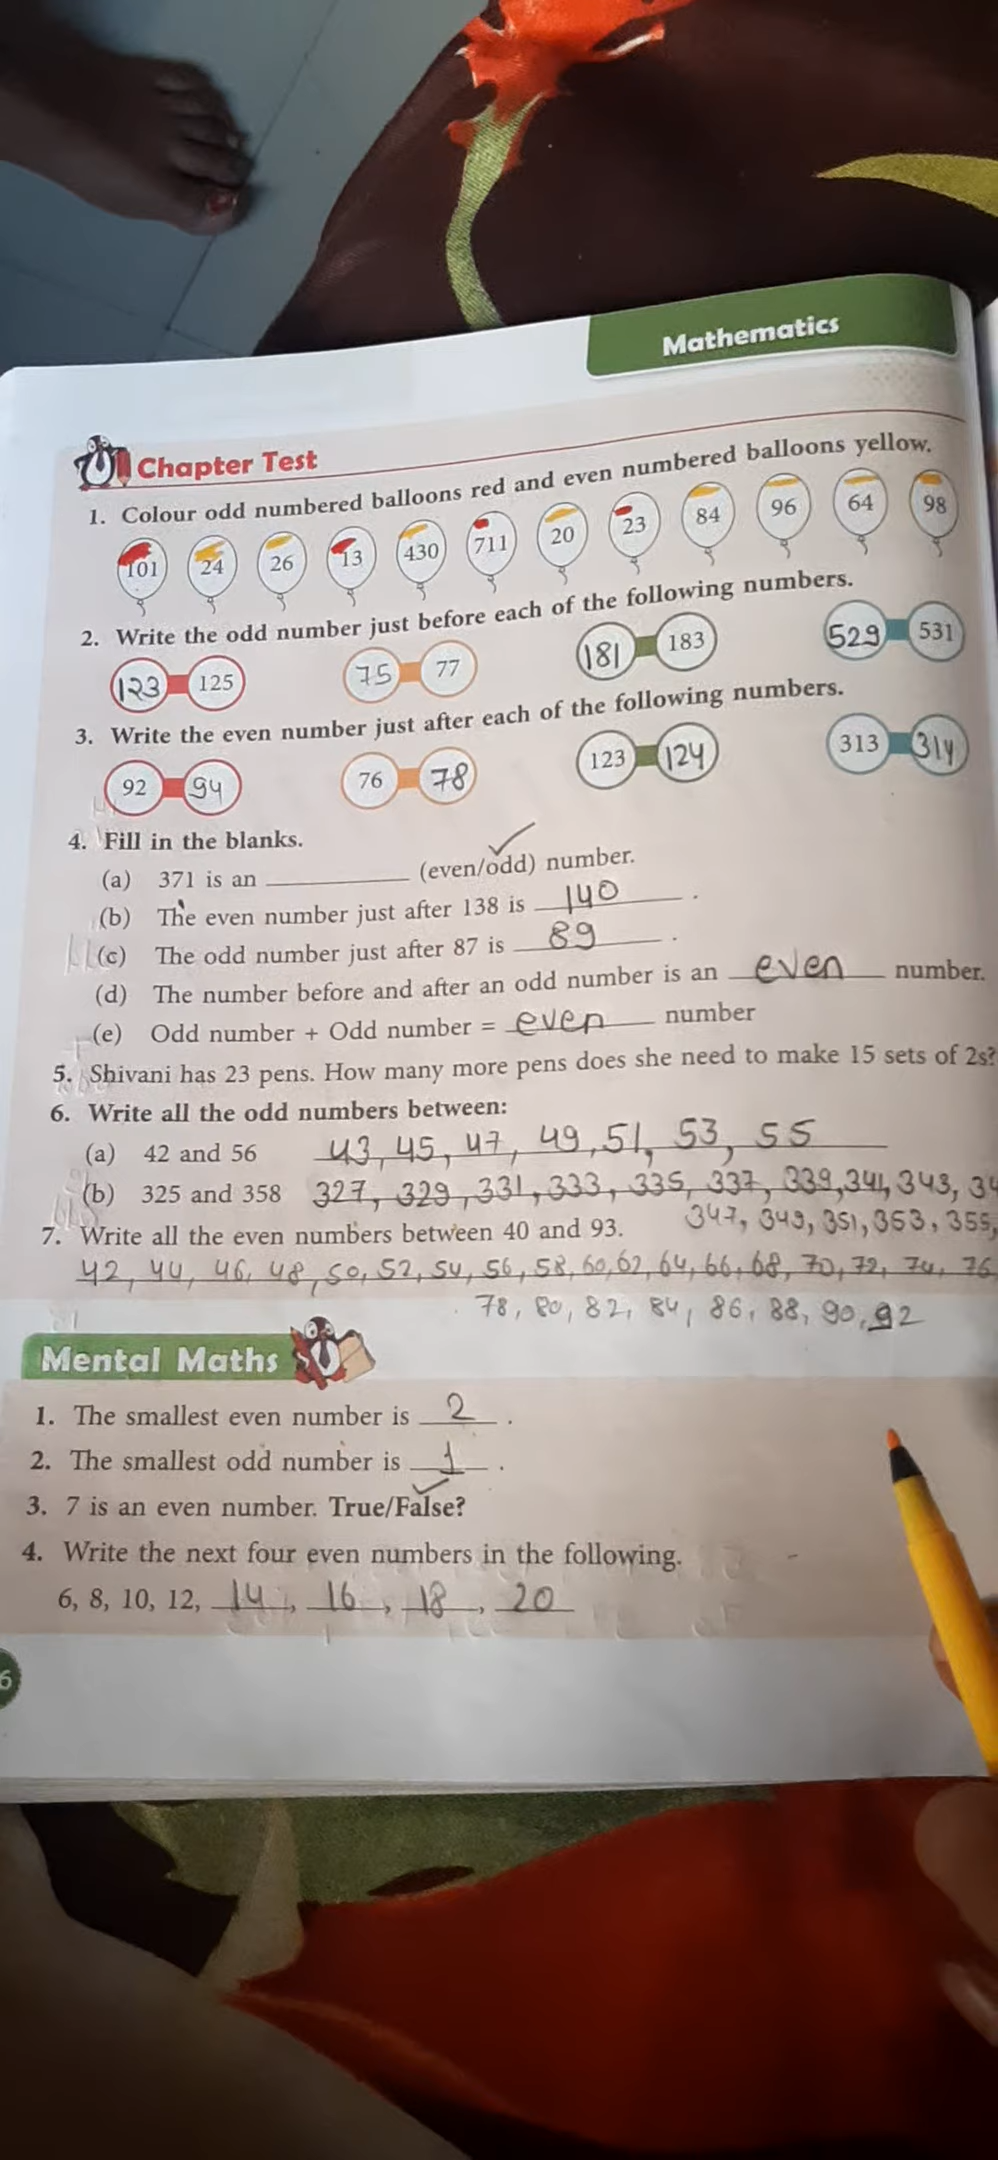 Mathematics
Chapter Test
1. Colour odd numbered balloons red and even numbered balloons yellow.
101 24 26 13 430 711 20 23 84 96 64 98
2. Write the odd number just before each of the following numbers.
123 125 75 77 181 183 529 531
3. Write the even number just after each of the following numbers.
92 94 76 78 123 124 313 314
4. Fill in the blanks.
(a) 371 is an __________ (even/odd) number.
(b) The even number just after 138 is 140 .
(c) The odd number just after 87 is 89 .
(d) The number before and after an odd number is an even number.
(e) Odd number + Odd number = even number
5. Shivani has 23 pens. How many more pens does she need to make 15 sets of 2s?
6. Write all the odd numbers between:
(a) 42 and 56 43, 45, 47, 49, 51, 53, 55
(b) 325 and 358 327, 329, 331, 333, 335, 337, 339, 341, 343,
347, 349, 351, 353, 355,
7. Write all the even numbers between 40 and 93.
42, 44, 46, 48, 50, 52, 54, 56, 58, 60, 62, 64, 66, 68, 70, 72, 74, 76
78, 80, 82, 84, 86, 88, 90, 92
Mental Maths
1. The smallest even number is 2 .
2. The smallest odd number is 1 .
3. 7 is an even number. True/False?
4. Write the next four even numbers in the following.
6, 8, 10, 12, 14, 16, 18, 20
6